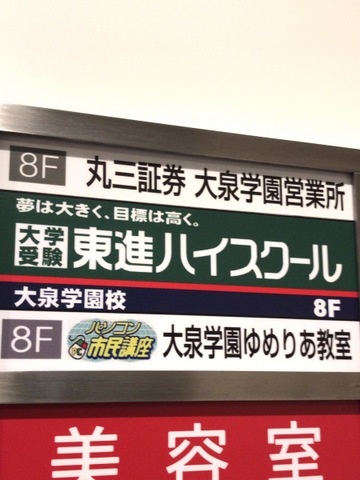 8F 丸三証券 大泉学園営業所
夢は大きく、目標は高く。
大学受験 東進ハイスクール
大泉学園校 8F
8F パソコン市民講座 大泉学園ゆめりあ教室
美容室